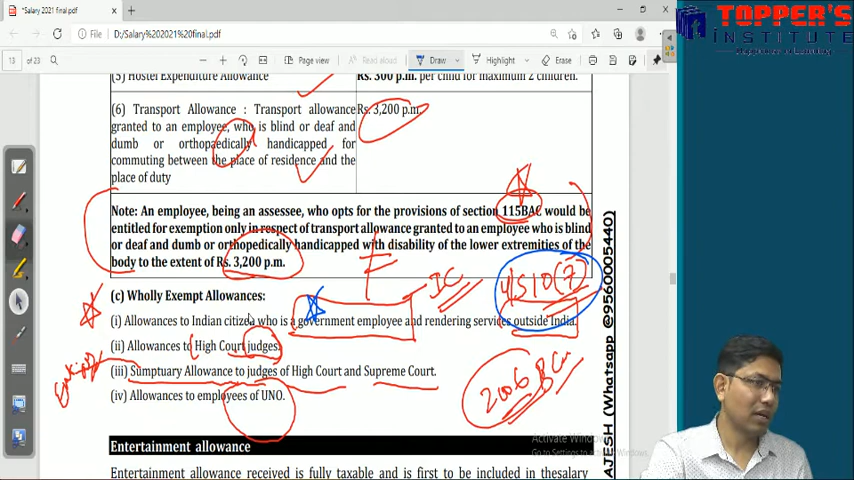 *Salary 2021 final.pdf
File
D:/Salary%202021%20final.pdf
13 of 23
Page view
Read aloud
Draw
Highlight
Erase
TOPPER'S
INSTITUTE
(5) Hostel Expenditure Allowance
Rs. 300 p.m. per child for maximum 2 children.
(6) Transport Allowance : Transport allowance
granted to an employee, who is blind or deaf and
dumb or orthopaedically handicapped for
commuting between the place of residence and the
place of duty
Rs. 3,200 p.m.
Note: An employee, being an assessee, who opts for the provisions of section 115BAC would be
entitled for exemption only in respect of transport allowance granted to an employee who is blind
or deaf and dumb or orthopedically handicapped with disability of the lower extremities of the
body to the extent of Rs. 3,200 p.m.
(c) Wholly Exempt Allowances:
IC
4510(7)
(i) Allowances to Indian citizen who is a government employee and rendering services outside India.
(ii) Allowances to High Court judges.
(iii) Sumptuary Allowance to judges of High Court and Supreme Court.
(iv) Allowances to employees of UNO.
2006
Activate Windows
Go to Settings to activate Windows.
Entertainment allowance
Entertainment allowance received is fully taxable and is first to be included in thesalary
AJESH (Whatsapp @9560005440)